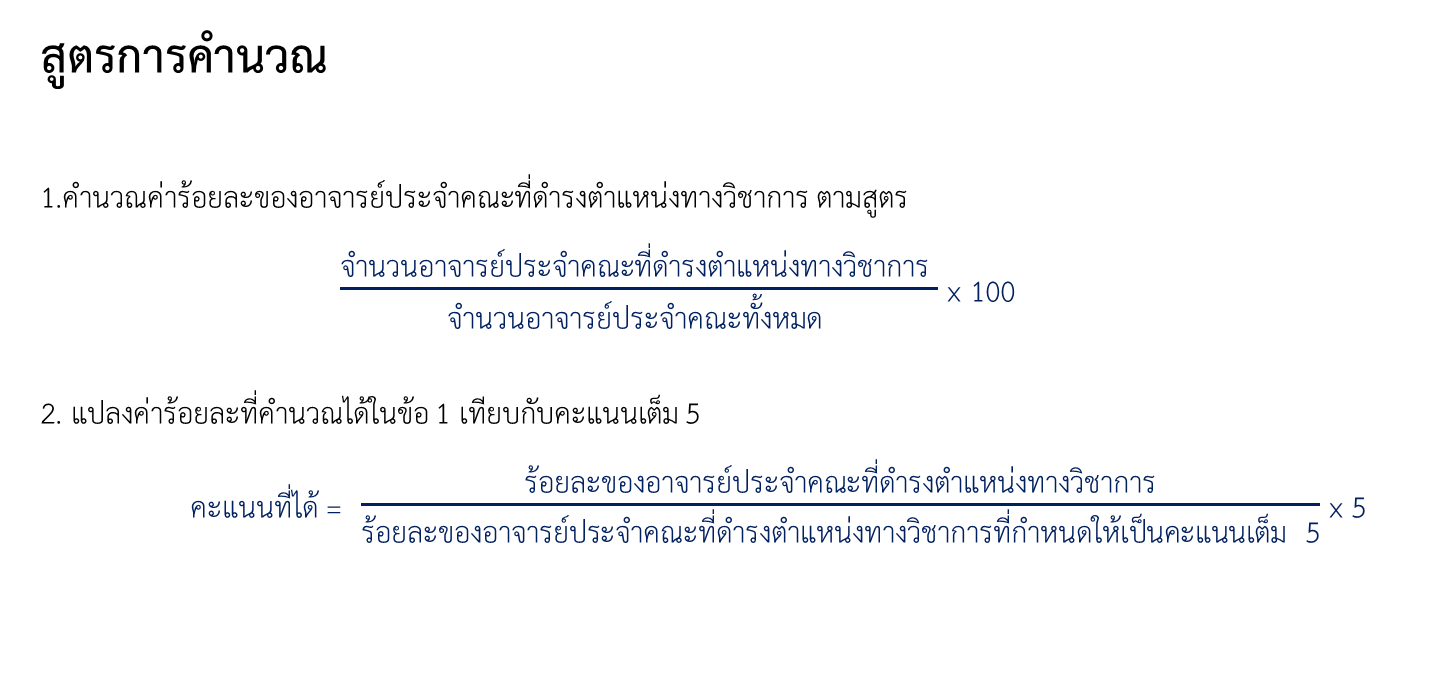 สูตรการคำนวณ
1.คำนวณค่าร้อยละของอาจารย์ประจำคณะที่ดำรงตำแหน่งทางวิชาการ ตามสูตร
จำนวนอาจารย์ประจำคณะที่ดำรงตำแหน่งทางวิชาการ
x 100
จำนวนอาจารย์ประจำคณะทั้งหมด
2. แปลงค่าร้อยละที่คำนวณได้ในข้อ 1 เทียบกับคะแนนเต็ม 5
ร้อยละของอาจารย์ประจำคณะที่ดำรงตำแหน่งทางวิชาการ
คะแนนที่ได้ =
x 5
ร้อยละของอาจารย์ประจำคณะที่ดำรงตำแหน่งทางวิชาการที่กำหนดให้เป็นคะแนนเต็ม 5